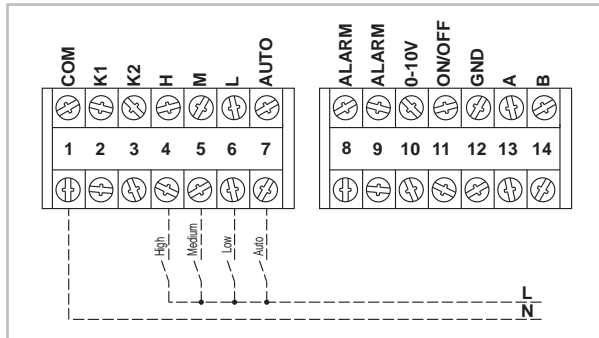 COM K1 K2 H M L AUTO ALARM ALARM 0-10V ON/OFF GND A B
1 2 3 4 5 6 7 8 9 10 11 12 13 14
High Medium Low Auto
L
N